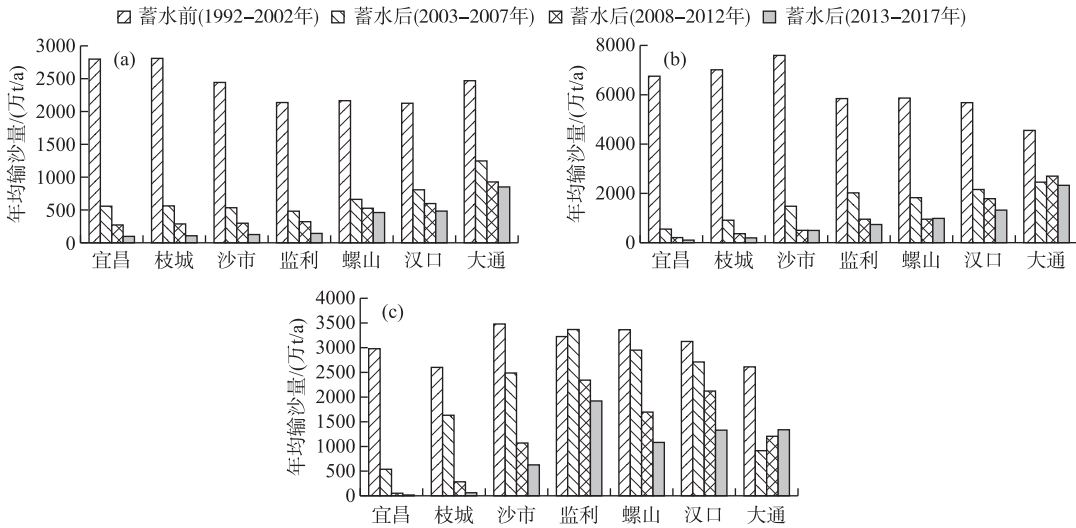 蓄水前(1992−2002年) 蓄水后(2003−2007年) 蓄水后(2008−2012年) 蓄水后(2013−2017年)
(a)
年均输沙量/(万t/a)
3000
2500
2000
1500
1000
500
0
宜昌 枝城 沙市 监利 螺山 汉口 大通
(b)
年均输沙量/(万t/a)
8000
6000
4000
2000
0
宜昌 枝城 沙市 监利 螺山 汉口 大通
(c)
年均输沙量/(万t/a)
4000
3500
3000
2500
2000
1500
1000
500
0
宜昌 枝城 沙市 监利 螺山 汉口 大通